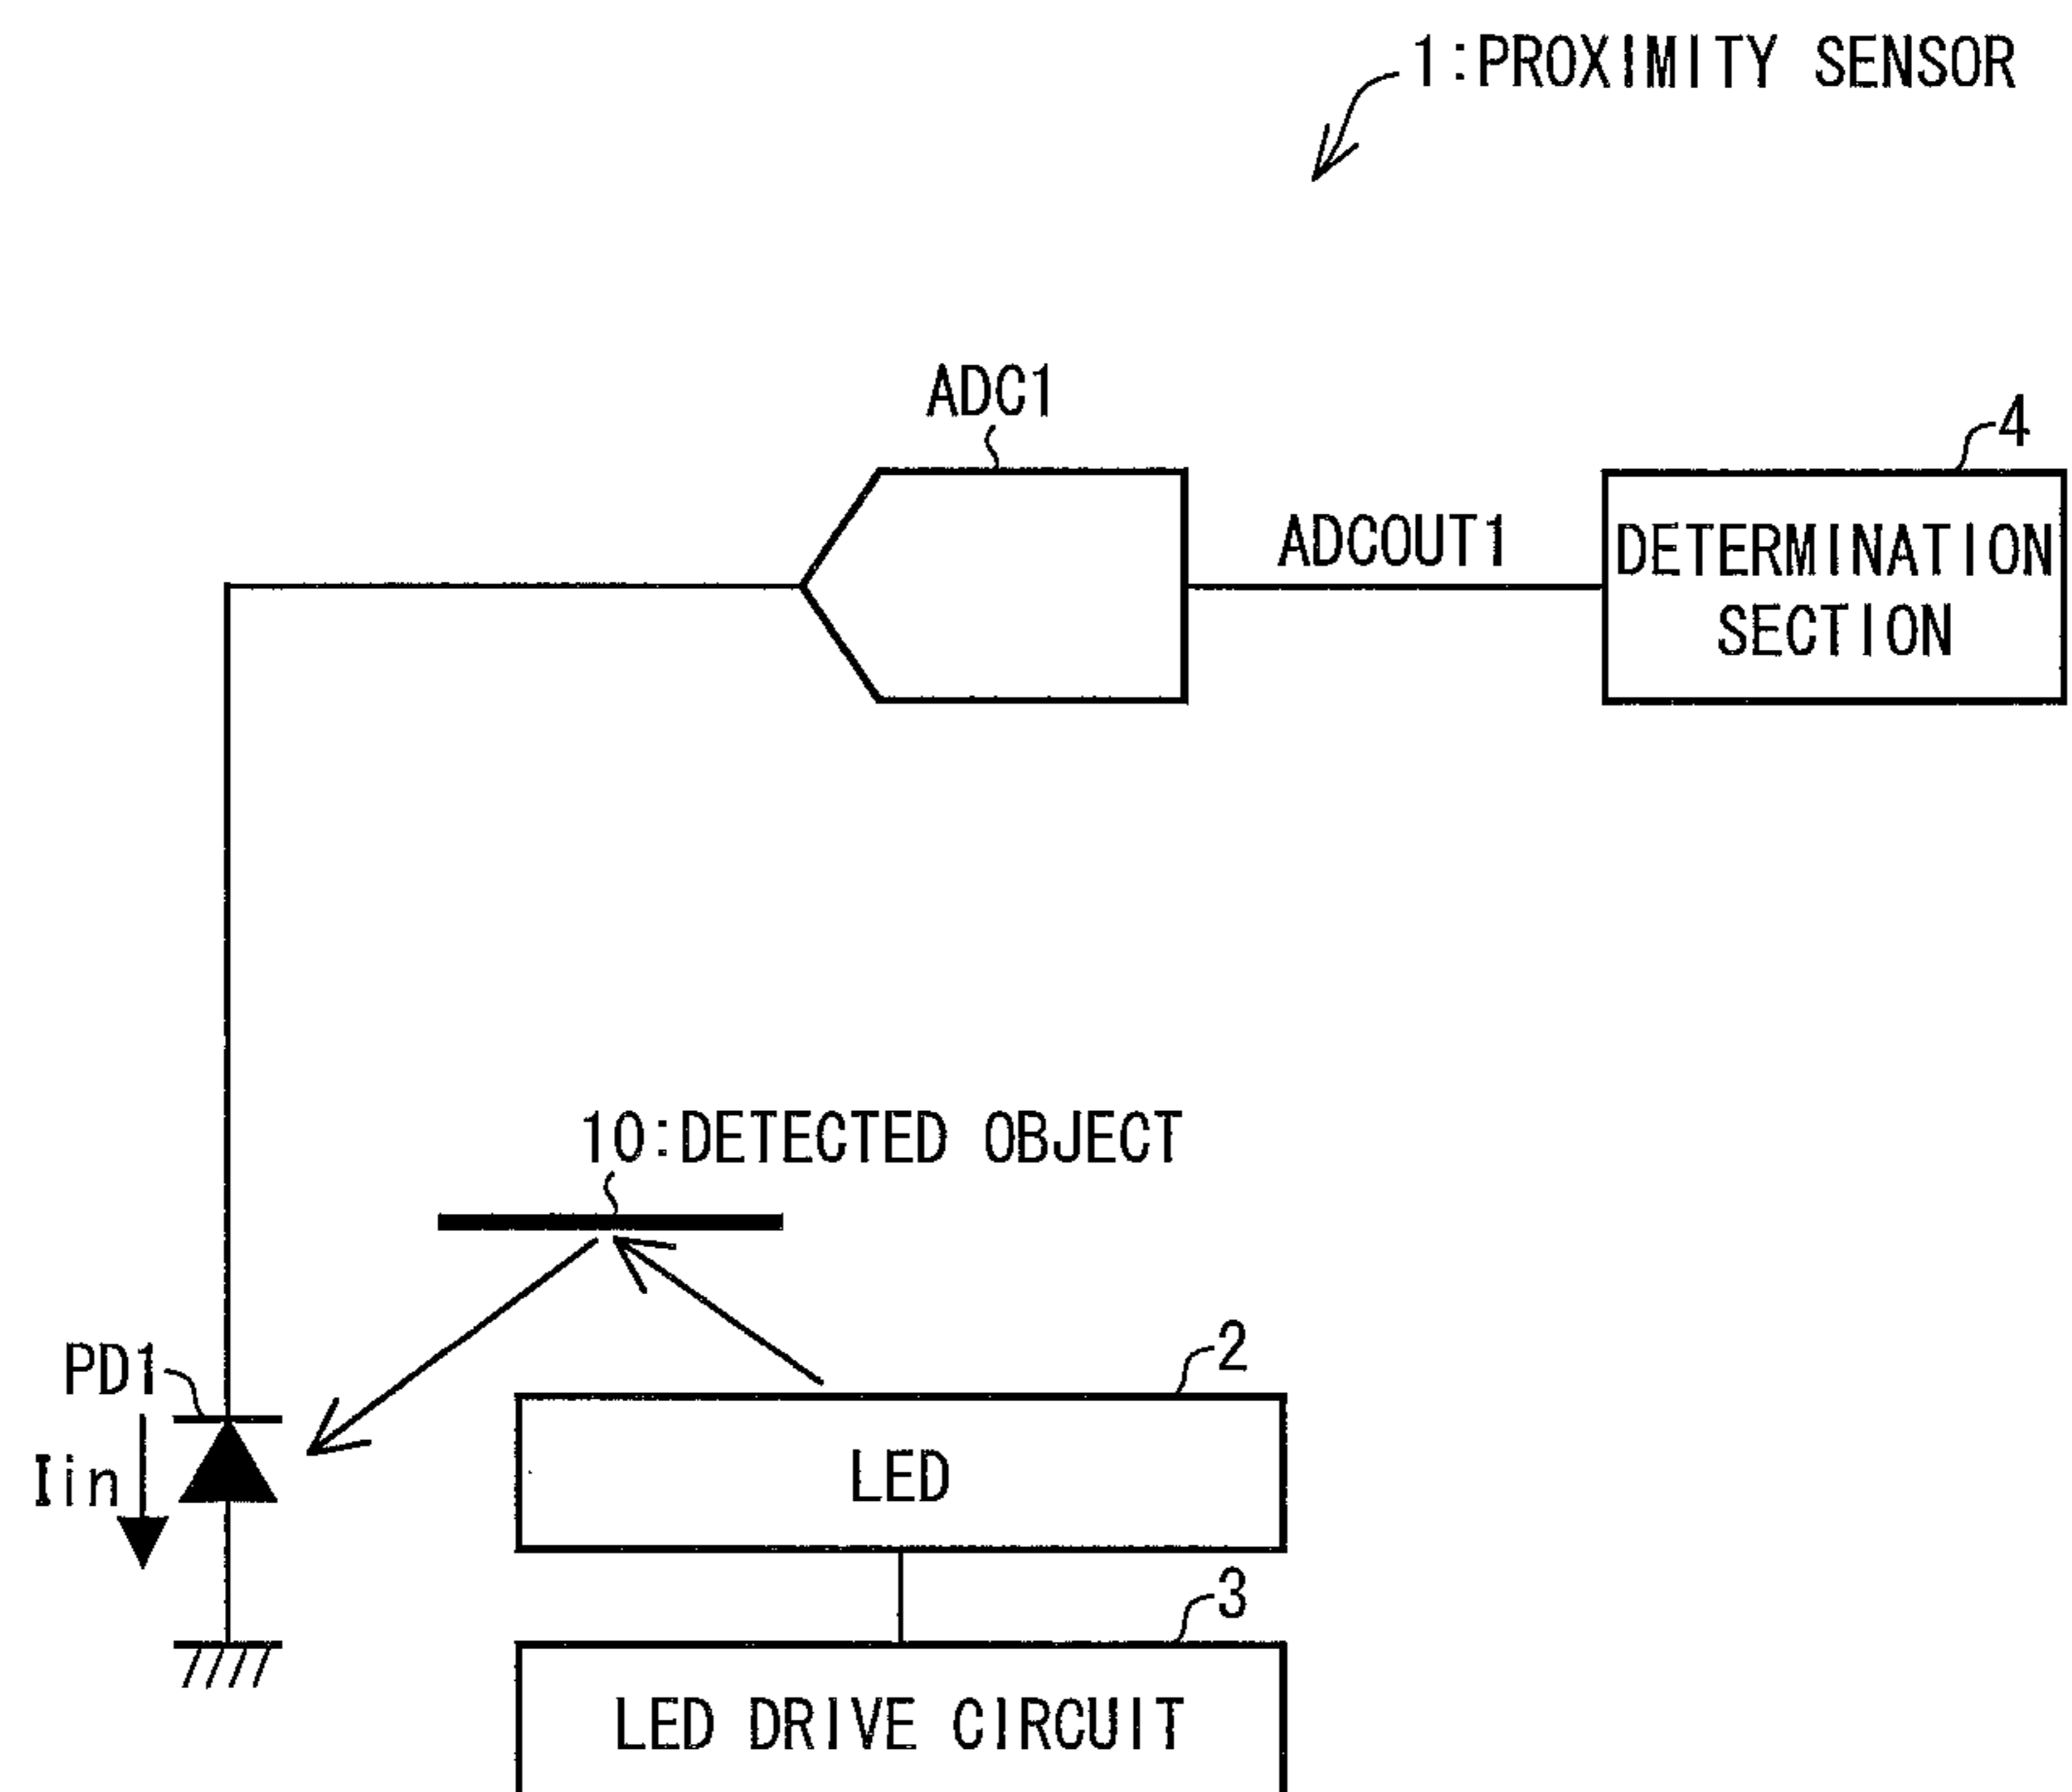 1:PROXIMITY SENSOR
ADC1
4
ADCOUT1
DETERMINATION
SECTION
10:DETECTED OBJECT
PD1
2
Iin
LED
3
LED DRIVE CIRCUIT